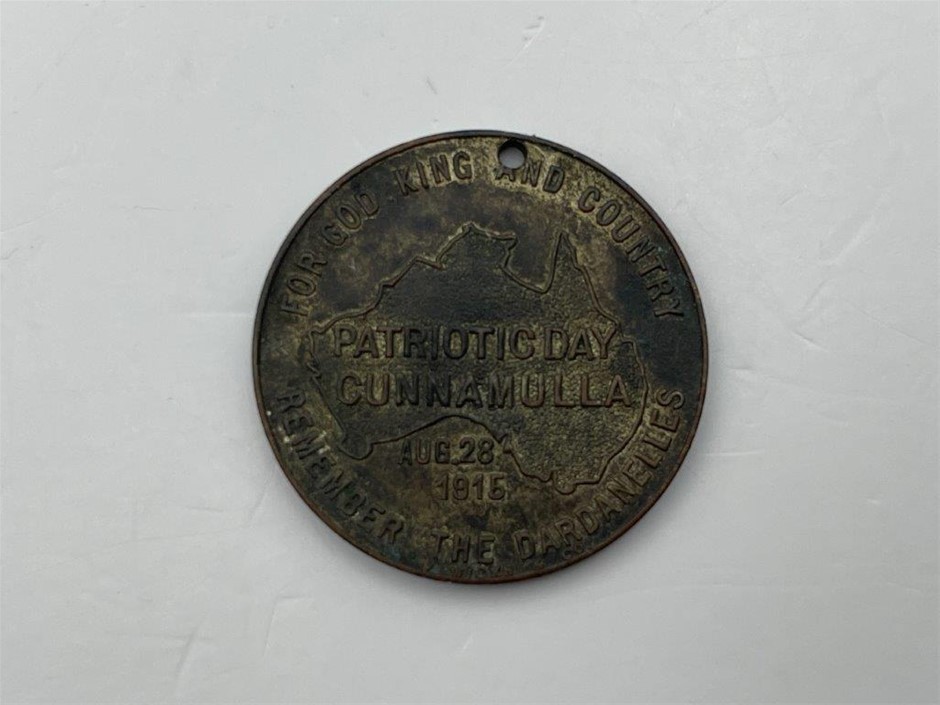 FOR GOD KING AND COUNTRY
PATRIOTIC DAY
CUNNAMULLA
AUG. 28
1915
REMEMBER THE DARDANELLES